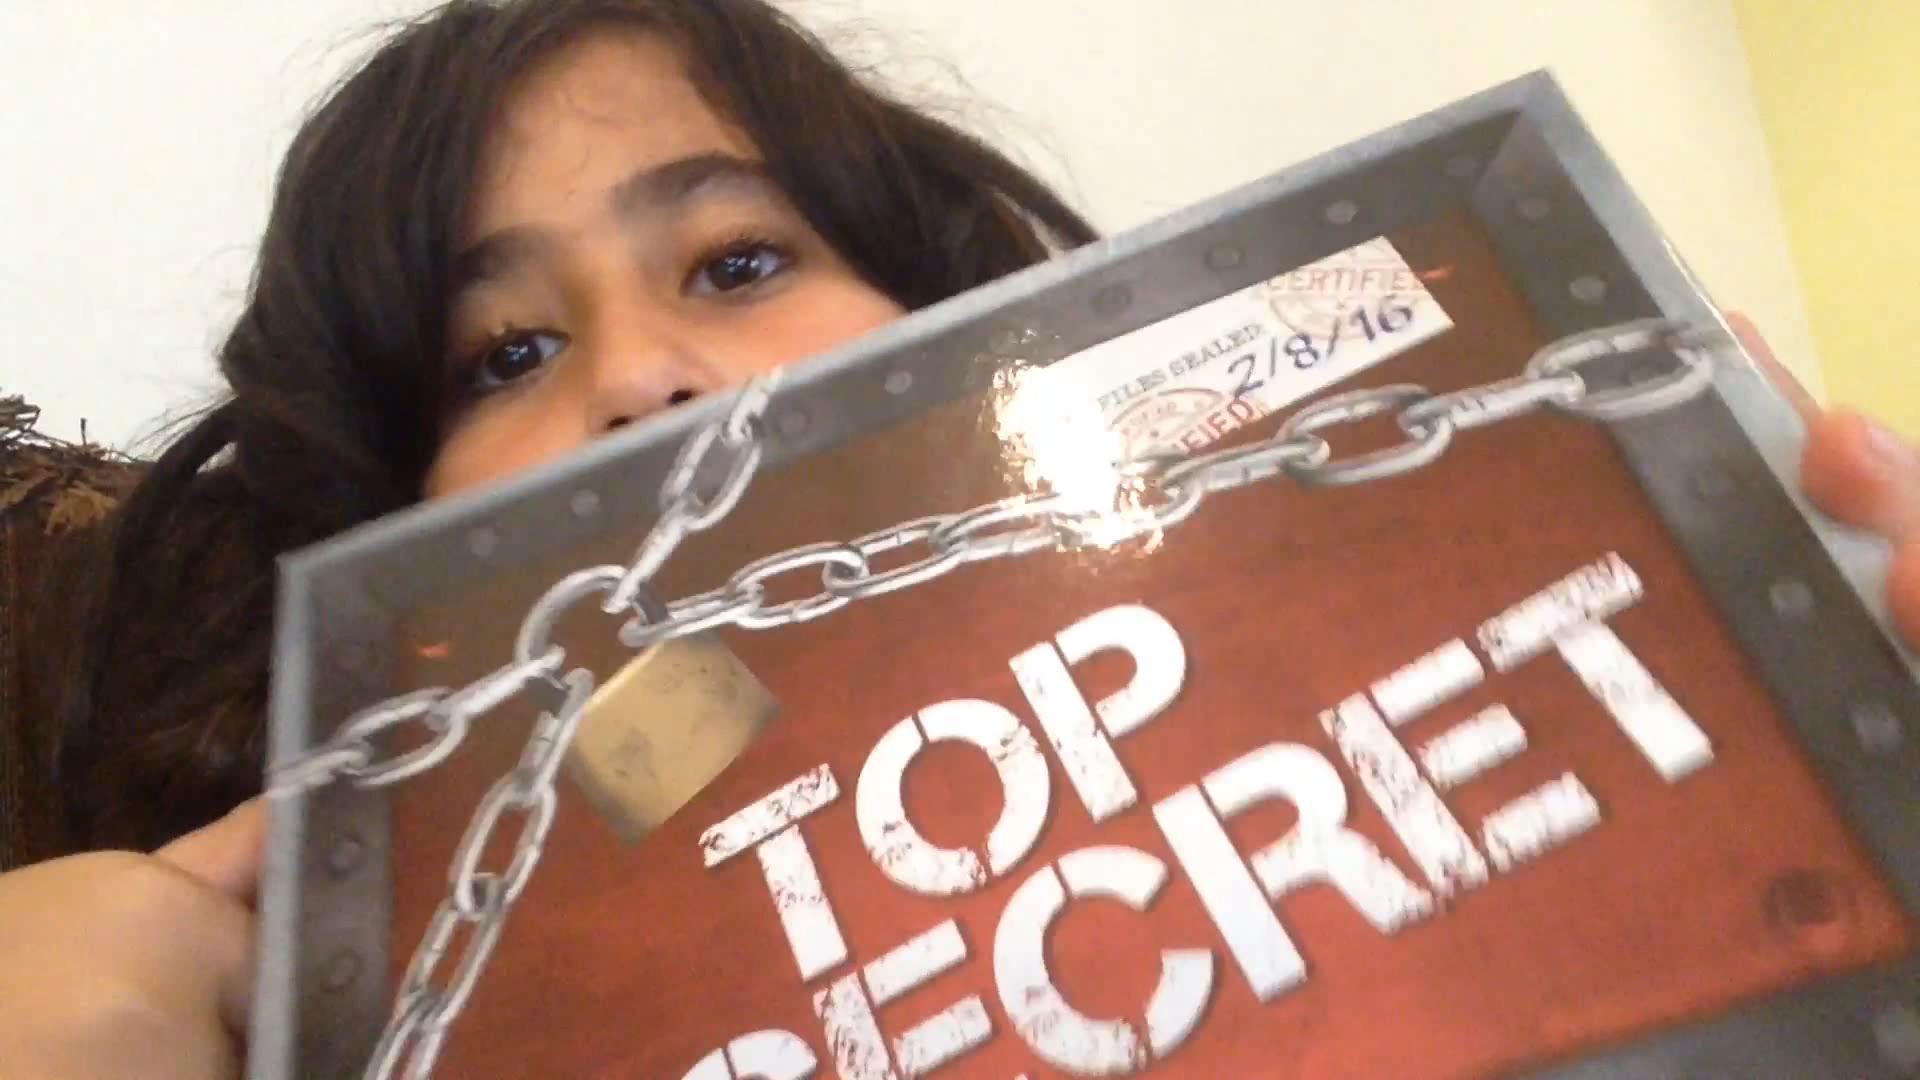 CERTIFIED
FILES SEALED: 2/8/16
TOP
SECRET